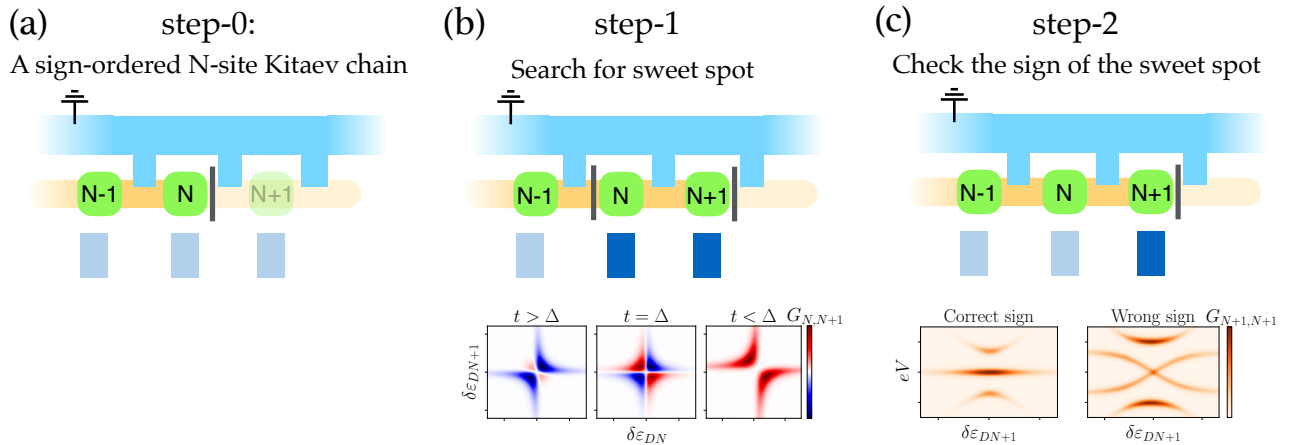 (a)
step-0:
A sign-ordered N-site Kitaev chain
N-1
N
N+1
(b)
step-1
Search for sweet spot
N-1
N
N+1
t > Δ
t = Δ
t < Δ
G_{N,N+1}
δε_{DN+1}
δε_{DN}
(c)
step-2
Check the sign of the sweet spot
N-1
N
N+1
Correct sign
Wrong sign
G_{N+1,N+1}
eV
δε_{DN+1}
δε_{DN+1}